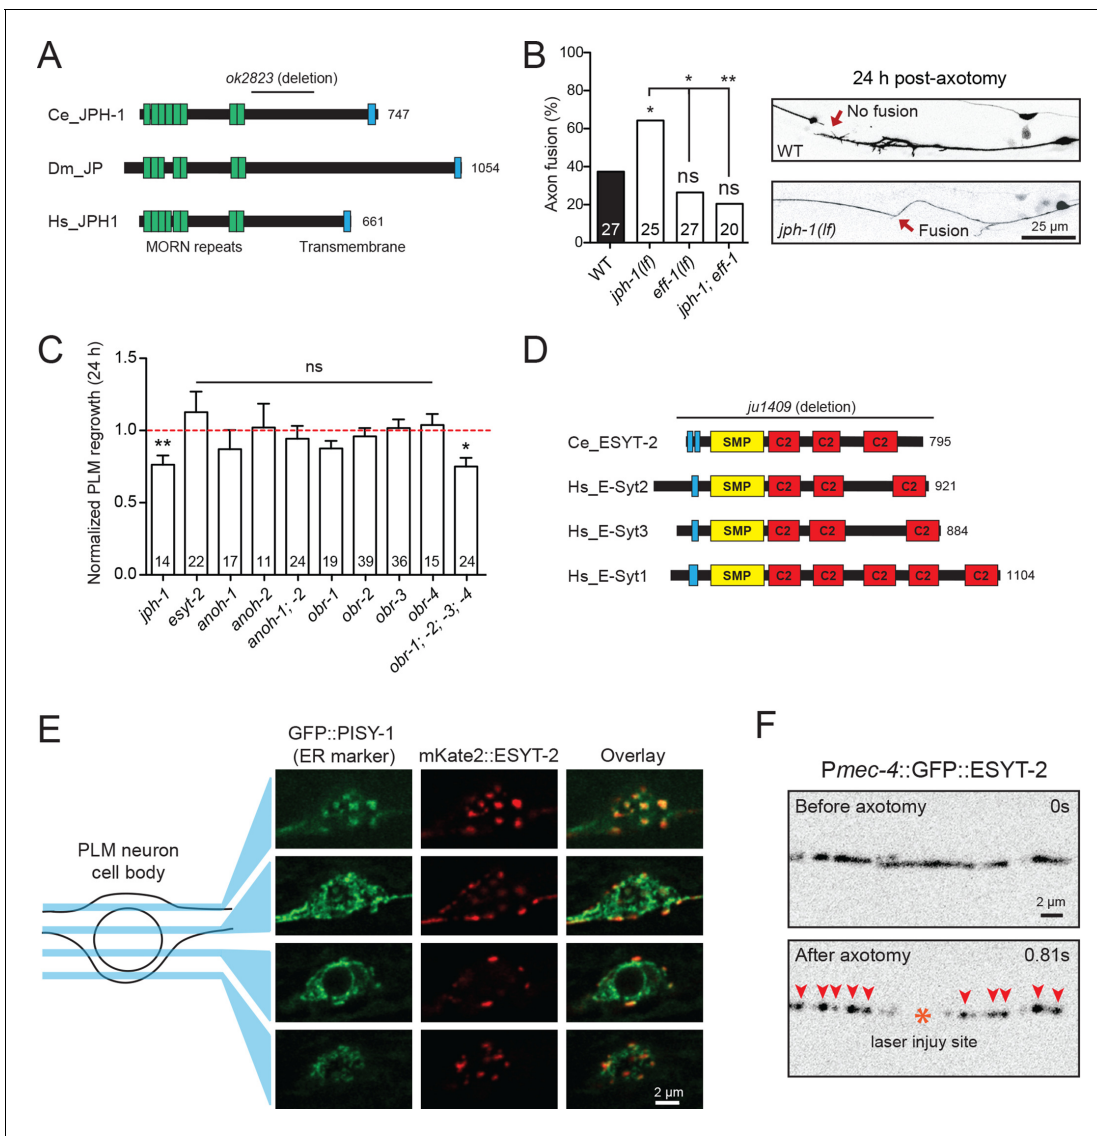 A
ok2823 (deletion)
Ce_JPH-1
747
Dm_JP
1054
Hs_JPH1
661
MORN repeats
Transmembrane
B
Axon fusion (%)
100
80
60
40
20
0
*
*
**
ns
ns
27
25
27
20
WT
jph-1(lf)
eff-1(lf)
jph-1; eff-1
24 h post-axotomy
No fusion
WT
jph-1(lf)
Fusion
25 µm
C
Normalized PLM regrowth (24 h)
1.5
1.0
0.5
0.0
ns
**
*
14
22
17
11
24
19
39
36
15
24
jph-1
esyt-2
anoh-1
anoh-2
anoh-1; -2
obr-1
obr-2
obr-3
obr-4
obr-1; -2; -3; -4
D
ju1409 (deletion)
Ce_ESYT-2
SMP
C2
C2
C2
795
Hs_E-Syt2
SMP
C2
C2
C2
921
Hs_E-Syt3
SMP
C2
C2
C2
884
Hs_E-Syt1
SMP
C2
C2
C2
C2
C2
1104
E
GFP::PISY-1
(ER marker)
mKate2::ESYT-2
Overlay
PLM neuron
cell body
2 µm
F
Pmec-4::GFP::ESYT-2
Before axotomy
0s
2 µm
After axotomy
0.81s
*
laser injuy site